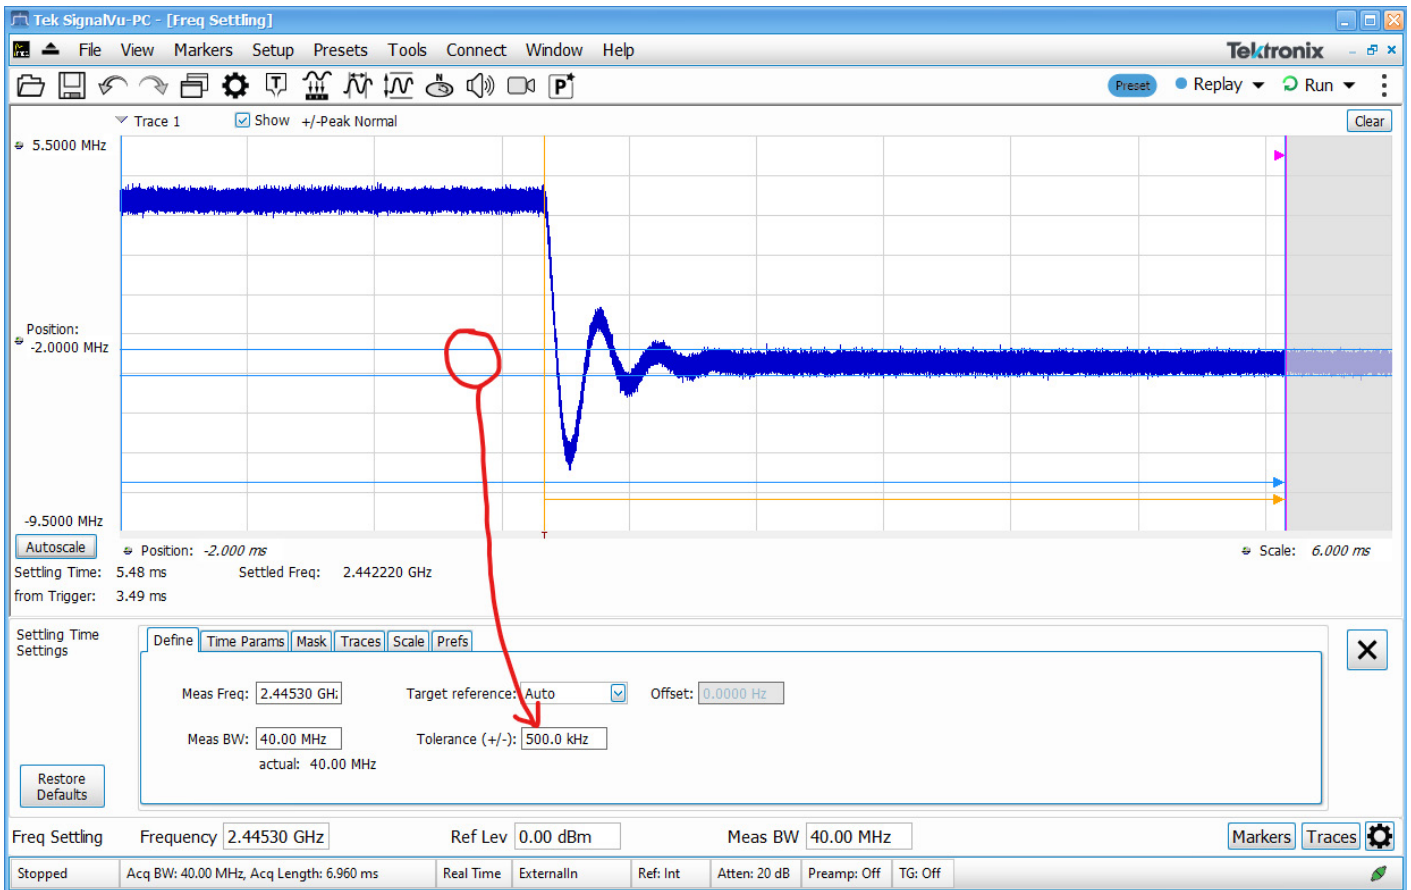 Tek SignalVu-PC - [Freq Settling]
File View Markers Setup Presets Tools Connect Window Help Tektronix
Preset Replay Run
Trace 1 Show +/-Peak Normal Clear
5.5000 MHz
Position:
-2.0000 MHz
-9.5000 MHz
T
Autoscale Position: -2.000 ms Scale: 6.000 ms
Settling Time: 5.48 ms Settled Freq: 2.442220 GHz
from Trigger: 3.49 ms
Settling Time
Settings
Define Time Params Mask Traces Scale Prefs
Meas Freq: 2.44530 GH: Target reference: Auto Offset: 0.0000 Hz
Meas BW: 40.00 MHz Tolerance (+/-): 500.0 kHz
actual: 40.00 MHz
Restore
Defaults
Freq Settling Frequency 2.44530 GHz Ref Lev 0.00 dBm Meas BW 40.00 MHz Markers Traces
Stopped Acq BW: 40.00 MHz, Acq Length: 6.960 ms Real Time ExternalIn Ref: Int Atten: 20 dB Preamp: Off TG: Off